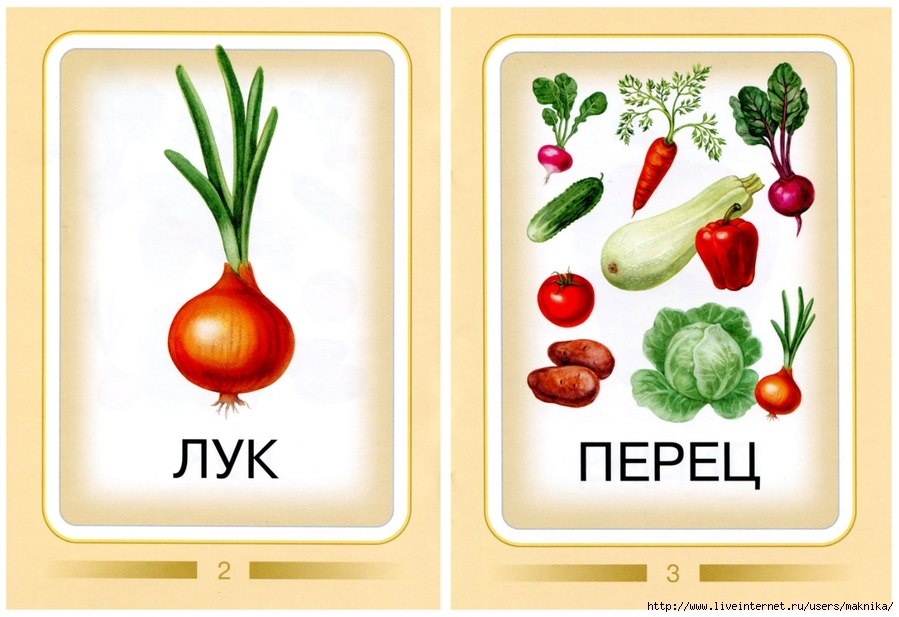 ЛУК
2
ПЕРЕЦ
3
http://www.liveinternet.ru/users/maknika/